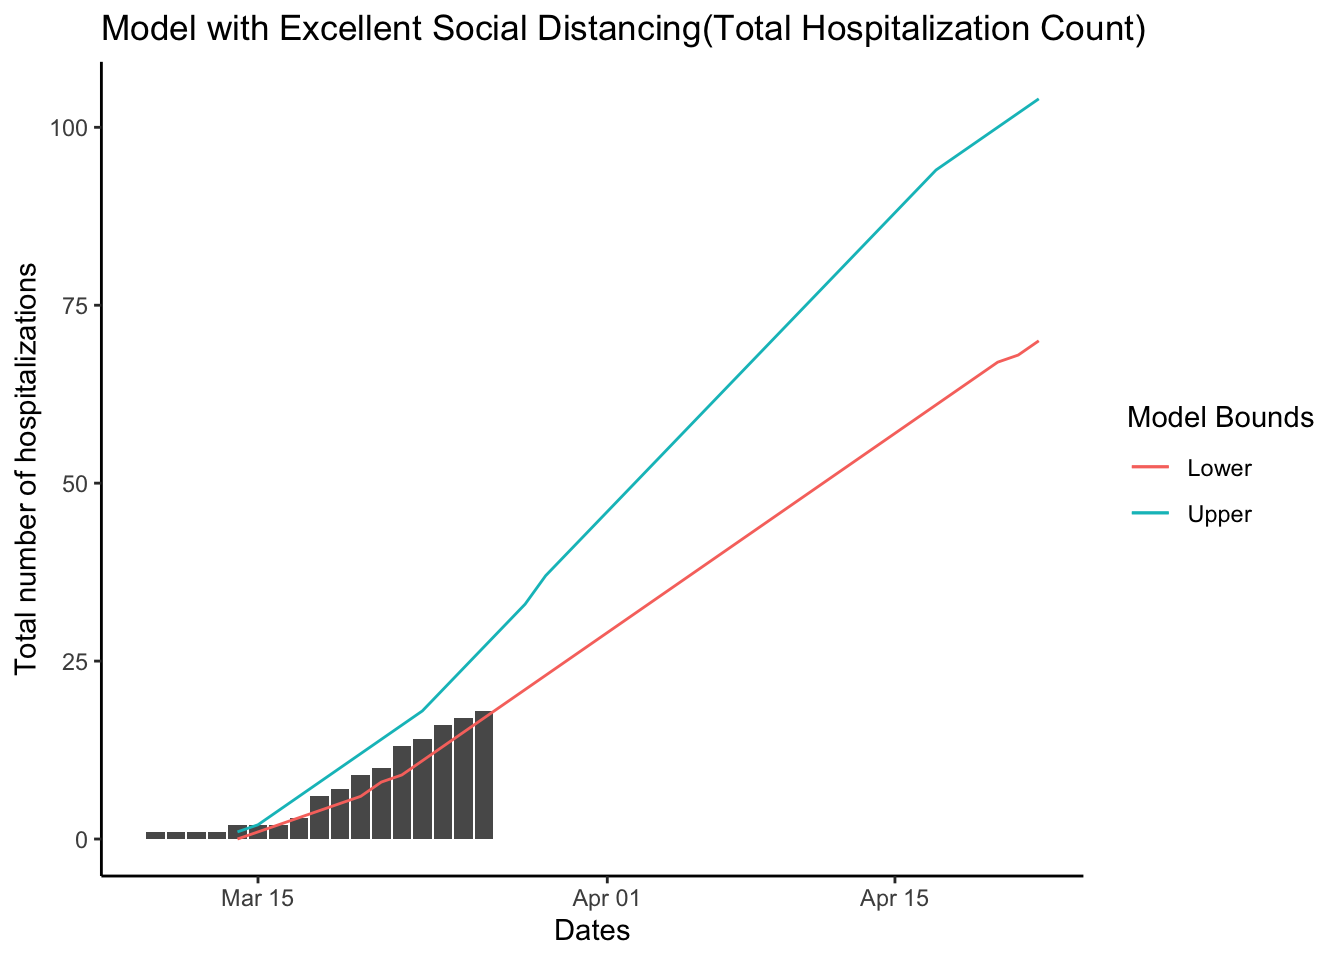 Model with Excellent Social Distancing(Total Hospitalization Count)
Total number of hospitalizations
100
75
50
25
0
Mar 15
Apr 01
Apr 15
Dates
Model Bounds
Lower
Upper